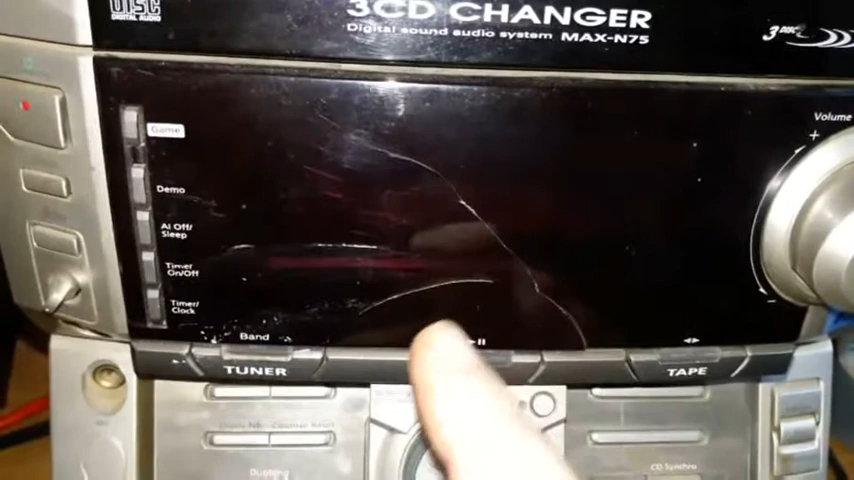 disc
DIGITAL AUDIO
3CD CHANGER
Digital sound audio system MAX-N75
3 DISC
Volume
+
Game
Demo
AI Off/
Sleep
Timer
On/Off
Timer/
Clock
Band
TUNER
TAPE
CD Synchro